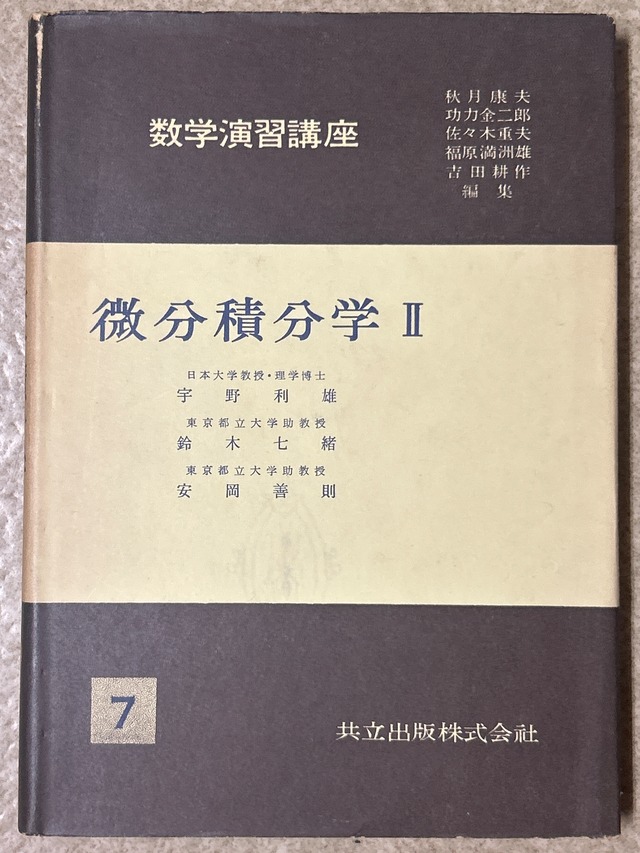 数学演習講座
秋月康夫
功力金二郎
佐々木重夫
福原満洲雄
吉田耕作
編集
微分積分学 II
日本大学教授・理学博士
宇野利雄
東京都立大学助教授
鈴木七緒
東京都立大学助教授
安岡善則
7
共立出版株式会社